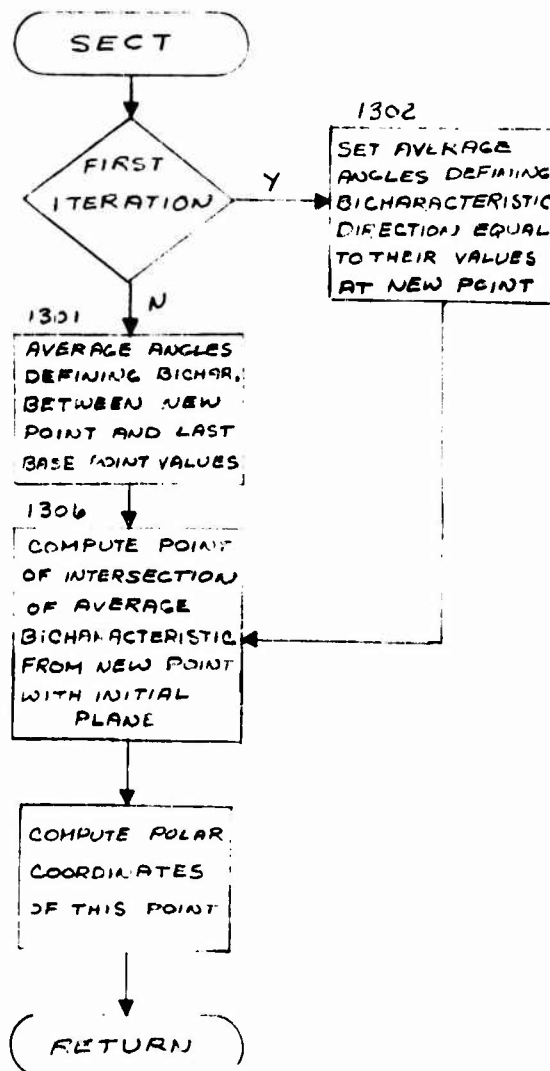 SECT
FIRST
ITERATION
Y
1302
SET AVERAGE
ANGLES DEFINING
BICHARACTERISTIC
DIRECTION EQUAL
TO THEIR VALUES
AT NEW POINT
N
1301
AVERAGE ANGLES
DEFINING BICHAR.
BETWEEN NEW
POINT AND LAST
BASE POINT VALUES
1306
COMPUTE POINT
OF INTERSECTION
OF AVERAGE
BICHARACTERISTIC
FROM NEW POINT
WITH INITIAL
PLANE
COMPUTE POLAR
COORDINATES
OF THIS POINT
RETURN